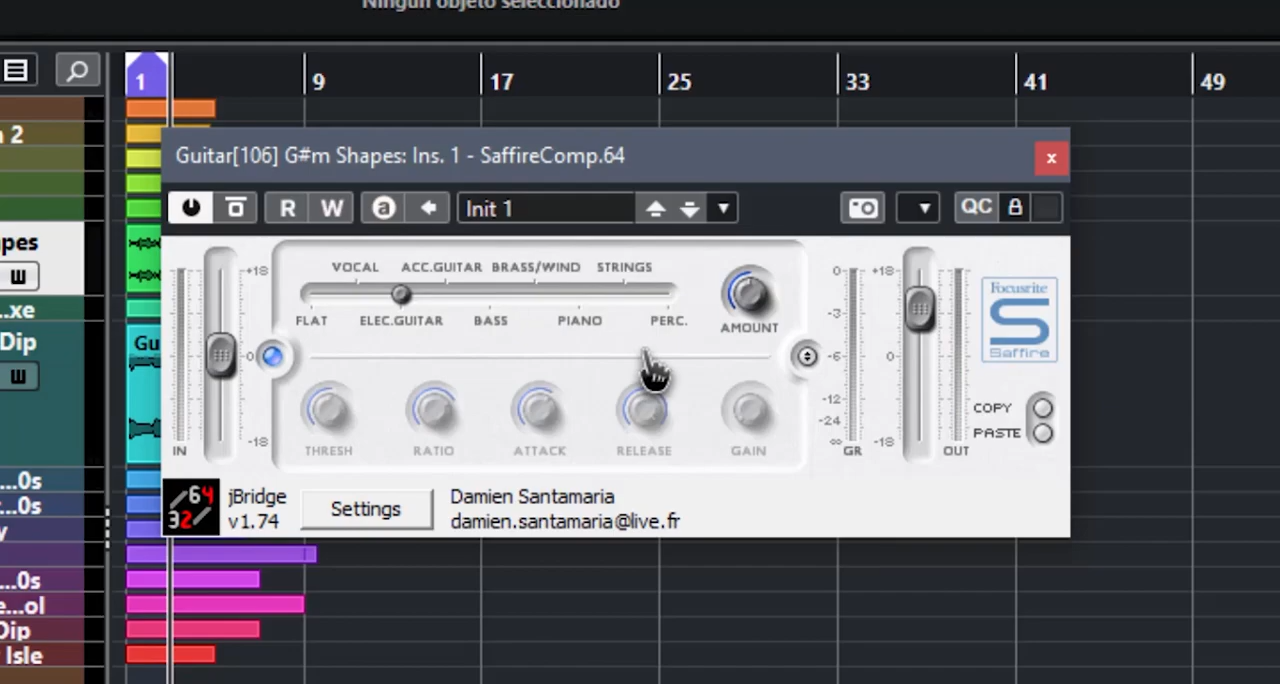 Ningún objeto seleccionado
1 9 17 25 33 41 49
n 2
Guitar[106] G#m Shapes: Ins. 1 - SaffireComp.64 x
R W a Init 1 QC
apes
+18 VOCAL ACC.GUITAR BRASS/WIND STRINGS 0 +18
Focusrite
S
Saffire
FLAT ELEC.GUITAR BASS PIANO PERC. AMOUNT -3
...xe
Dip
Gu
0 -6 0
-12
-24
∞
COPY
PASTE
-18 -18
IN THRESH RATIO ATTACK RELEASE GAIN GR OUT
...0s
64
32
jBridge
v1.74
Settings
Damien Santamaria
damien.santamaria@live.fr
...0s
...0s
e...ol
Dip
Isle